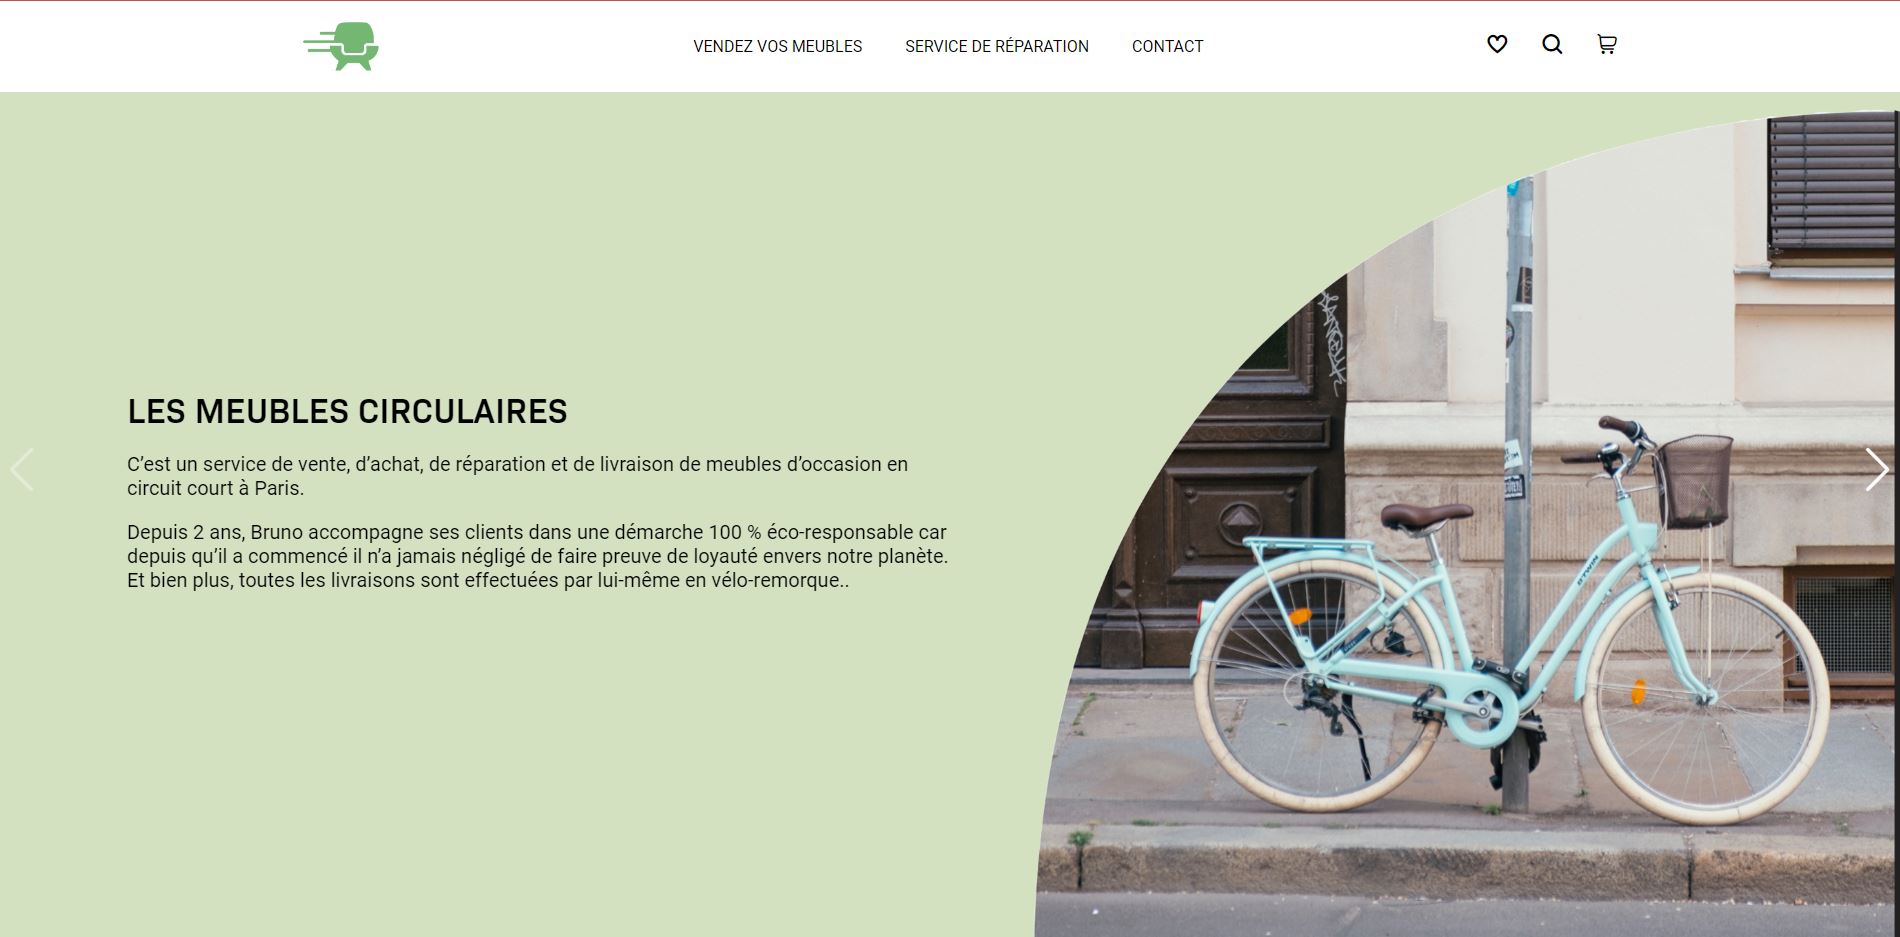 VENDEZ VOS MEUBLES
SERVICE DE RÉPARATION
CONTACT
LES MEUBLES CIRCULAIRES
C’est un service de vente, d’achat, de réparation et de livraison de meubles d’occasion en
circuit court à Paris.
Depuis 2 ans, Bruno accompagne ses clients dans une démarche 100 % éco-responsable car
depuis qu’il a commencé il n’a jamais négligé de faire preuve de loyauté envers notre planète.
Et bien plus, toutes les livraisons sont effectuées par lui-même en vélo-remorque..
BTWIN